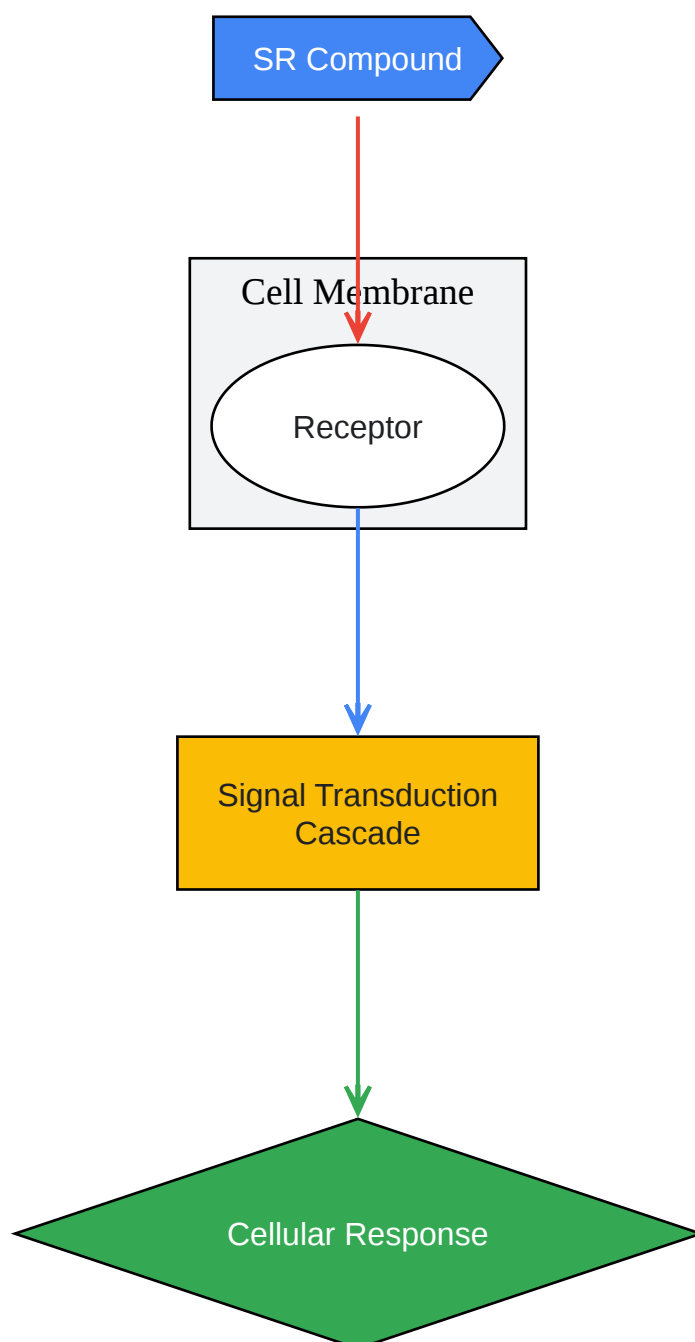 SR Compound
Cell Membrane
Receptor
Signal Transduction
Cascade
Cellular Response